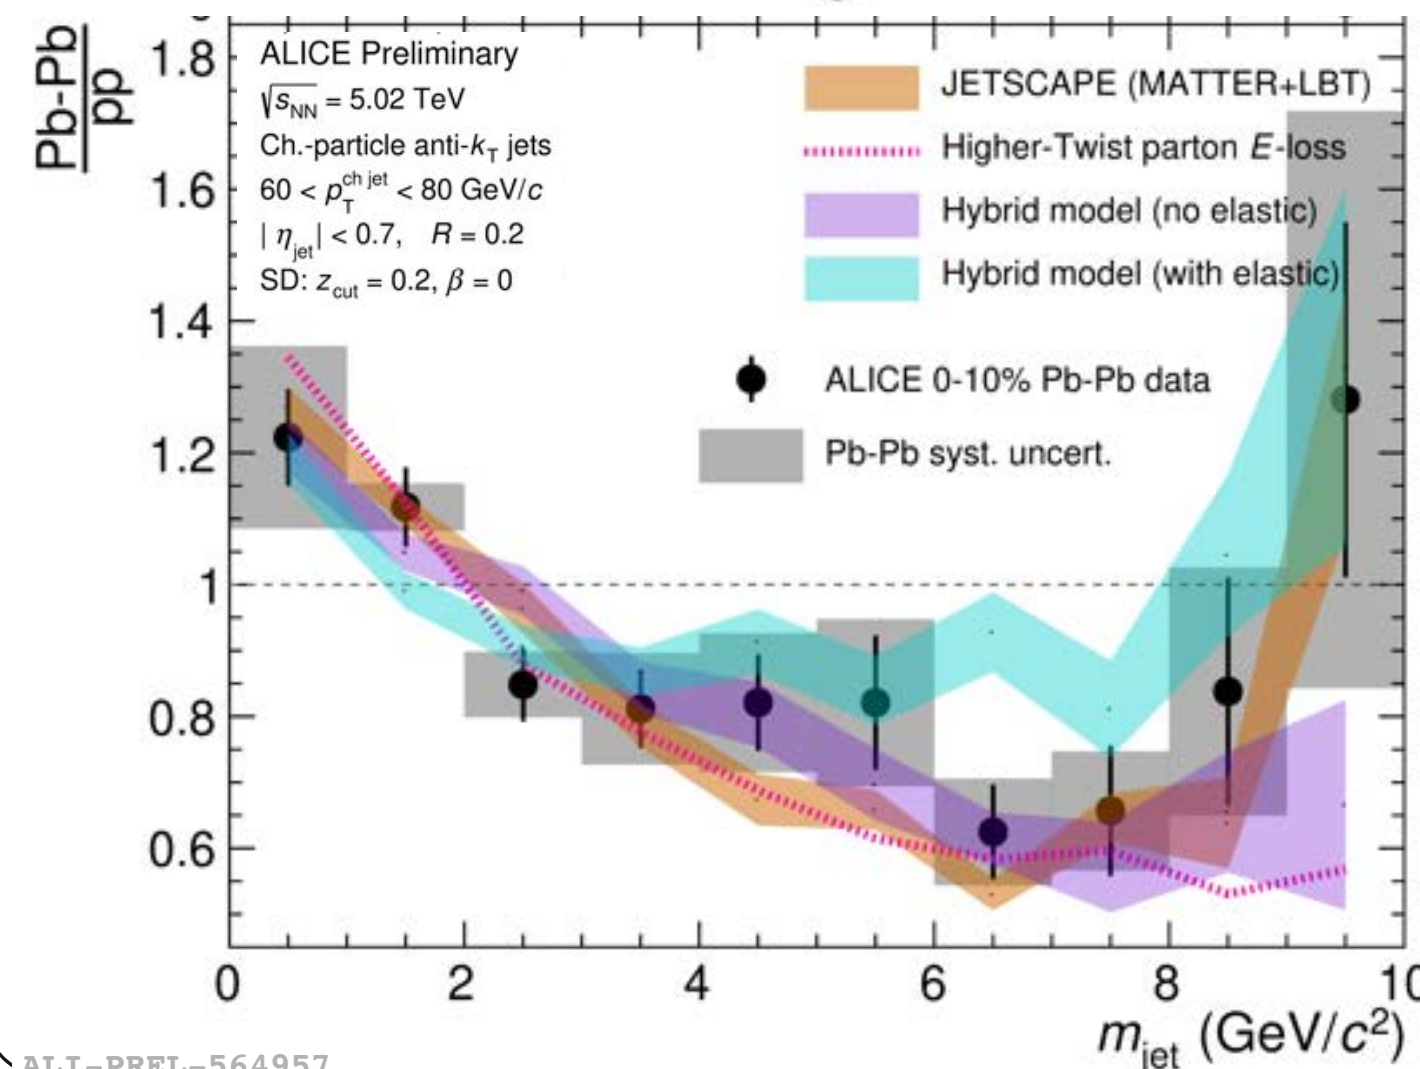 Pb-Pb
pp
ALICE Preliminary
√s_NN = 5.02 TeV
Ch.-particle anti-k_T jets
60 < p_T^ch jet < 80 GeV/c
| η_jet | < 0.7, R = 0.2
SD: z_cut = 0.2, β = 0
JETSCAPE (MATTER+LBT)
Higher-Twist parton E-loss
Hybrid model (no elastic)
Hybrid model (with elastic)
ALICE 0-10% Pb-Pb data
Pb-Pb syst. uncert.
1.8
1.6
1.4
1.2
1
0.8
0.6
0 2 4 6 8 10
m_jet (GeV/c²)
ALI-PREL-564957